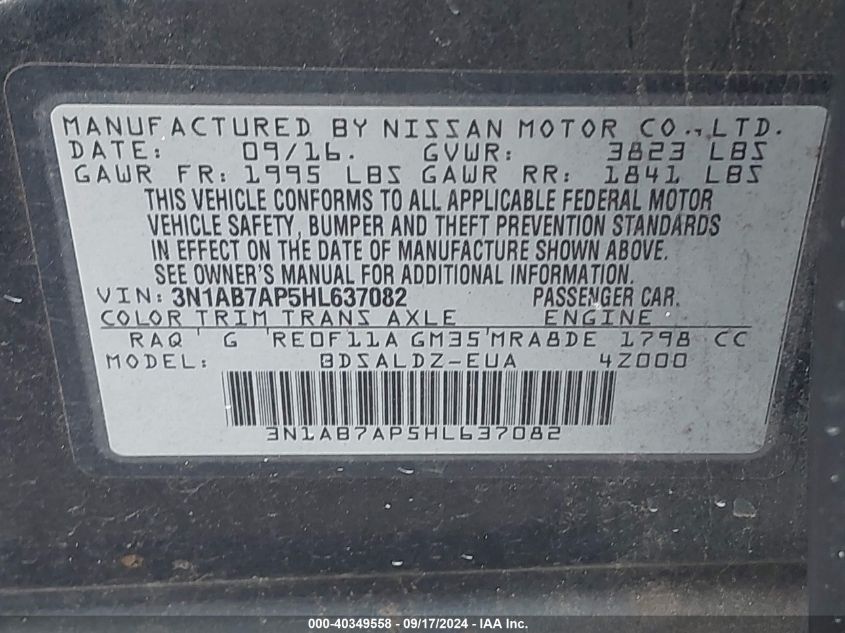 MANUFACTURED BY NISSAN MOTOR CO., LTD.
DATE: 09/16. GVWR: 3823 LBS
GAWR FR: 1995 LBS GAWR RR: 1841 LBS
THIS VEHICLE CONFORMS TO ALL APPLICABLE FEDERAL MOTOR
VEHICLE SAFETY, BUMPER AND THEFT PREVENTION STANDARDS
IN EFFECT ON THE DATE OF MANUFACTURE SHOWN ABOVE.
SEE OWNER'S MANUAL FOR ADDITIONAL INFORMATION.
VIN: 3N1AB7AP5HL637082 PASSENGER CAR.
COLOR TRIM TRANS AXLE ENGINE
RAQ ' G 'RE0F11A GM35'MRA8DE 1798 CC
MODEL: BDSALDZ-EUA 4Z000
3N1AB7AP5HL637082
000-40349558 - 09/17/2024 - IAA Inc.